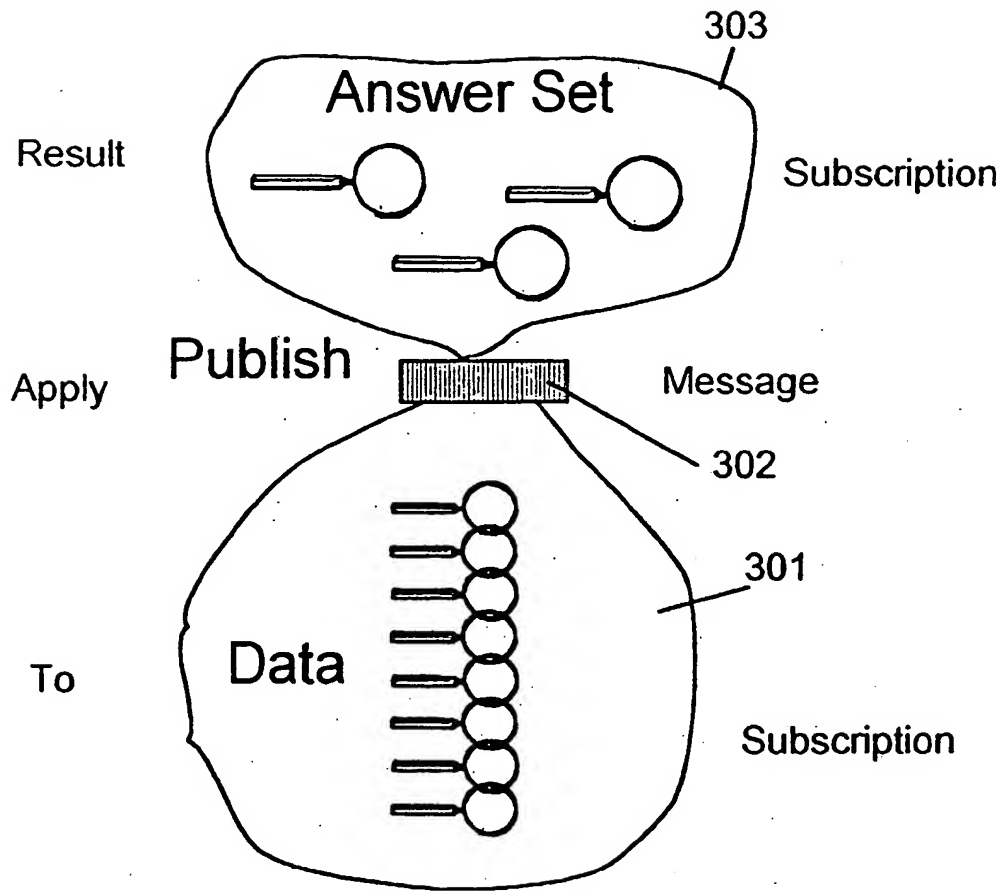 303
Answer Set
Result
Subscription
Publish
Apply
Message
302
301
Data
To
Subscription